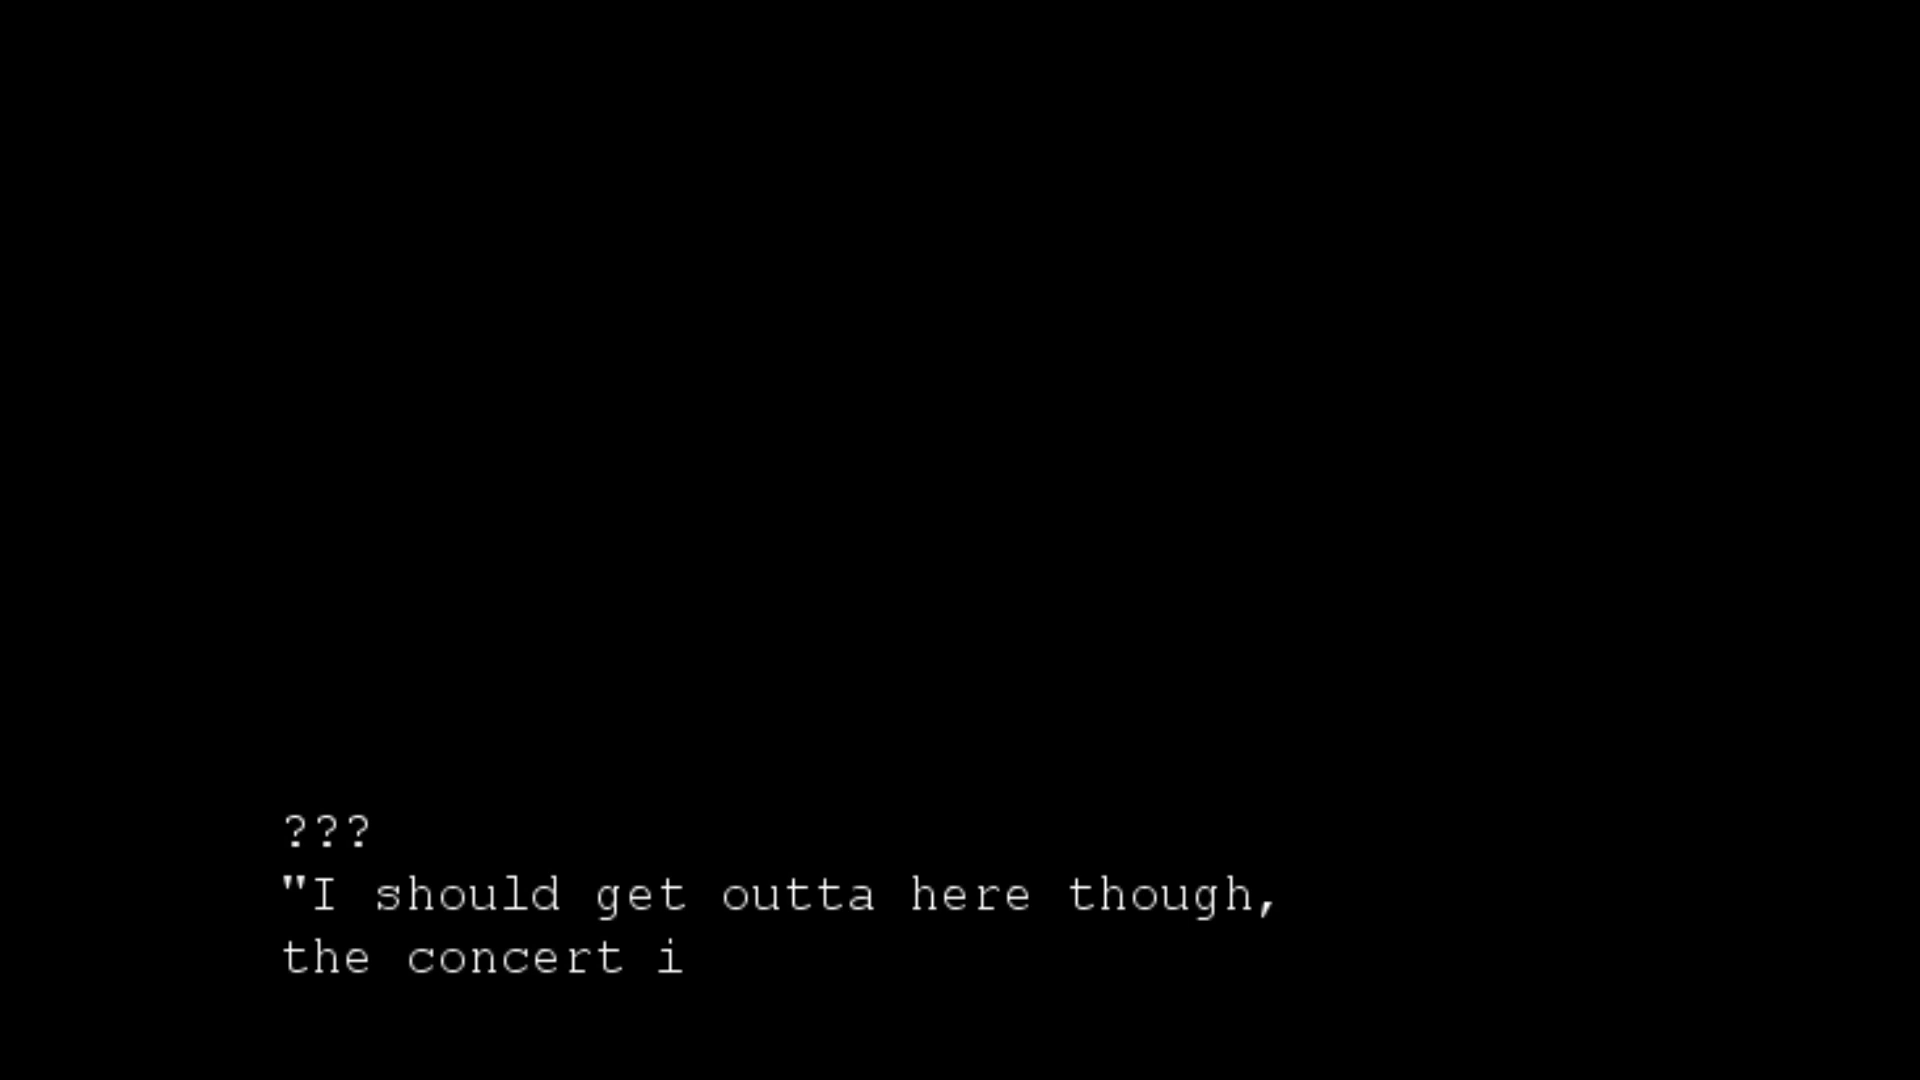 ???
"I should get outta here though,
the concert i